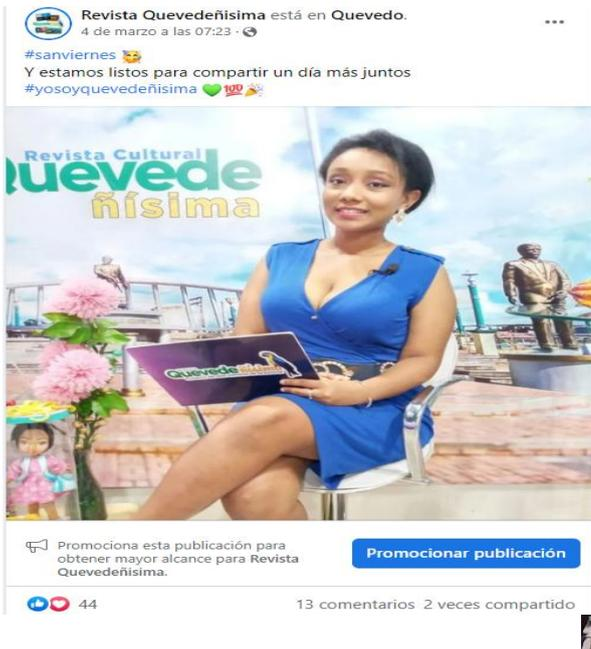 Revista Quevedeñisima está en Quevedo.
4 de marzo a las 07:23
#sanviernes
Y estamos listos para compartir un día más juntos
#yosoyquevedeñisima 💚💯🎉
Revista Cultural
Quevede
ñísima
Quevedeñísima
Promociona esta publicación para
obtener mayor alcance para Revista
Quevedeñisima.
Promocionar publicación
44
13 comentarios 2 veces compartido